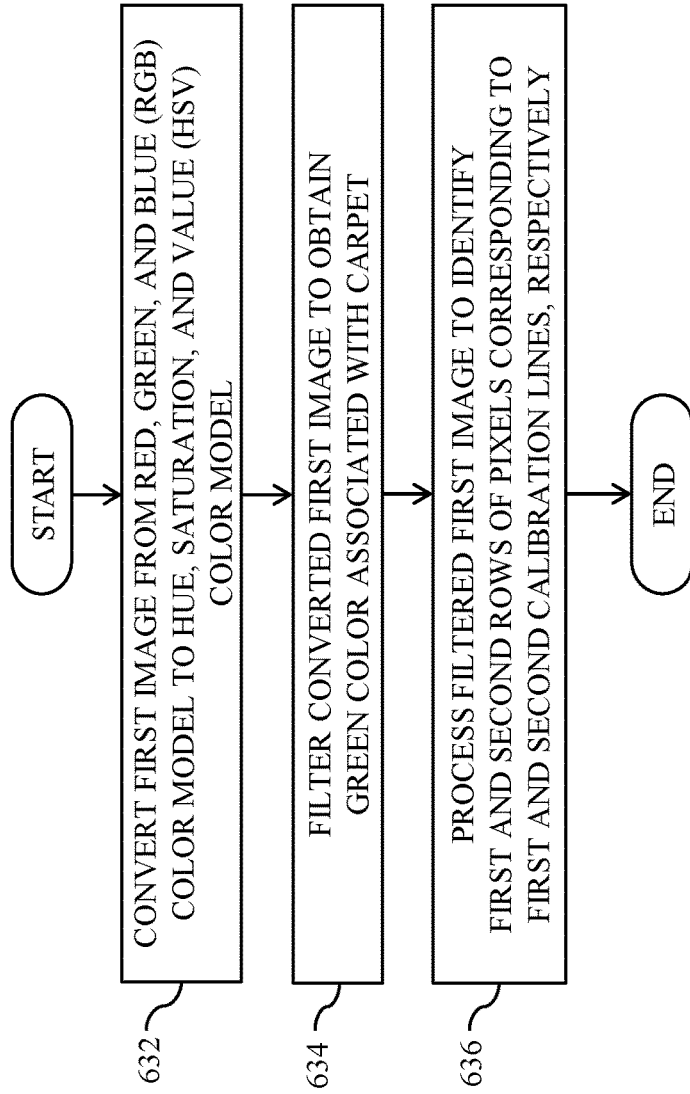 START
632
CONVERT FIRST IMAGE FROM RED, GREEN, AND BLUE (RGB)
COLOR MODEL TO HUE, SATURATION, AND VALUE (HSV)
COLOR MODEL
634
FILTER CONVERTED FIRST IMAGE TO OBTAIN
GREEN COLOR ASSOCIATED WITH CARPET
636
PROCESS FILTERED FIRST IMAGE TO IDENTIFY
FIRST AND SECOND ROWS OF PIXELS CORRESPONDING TO
FIRST AND SECOND CALIBRATION LINES, RESPECTIVELY
END